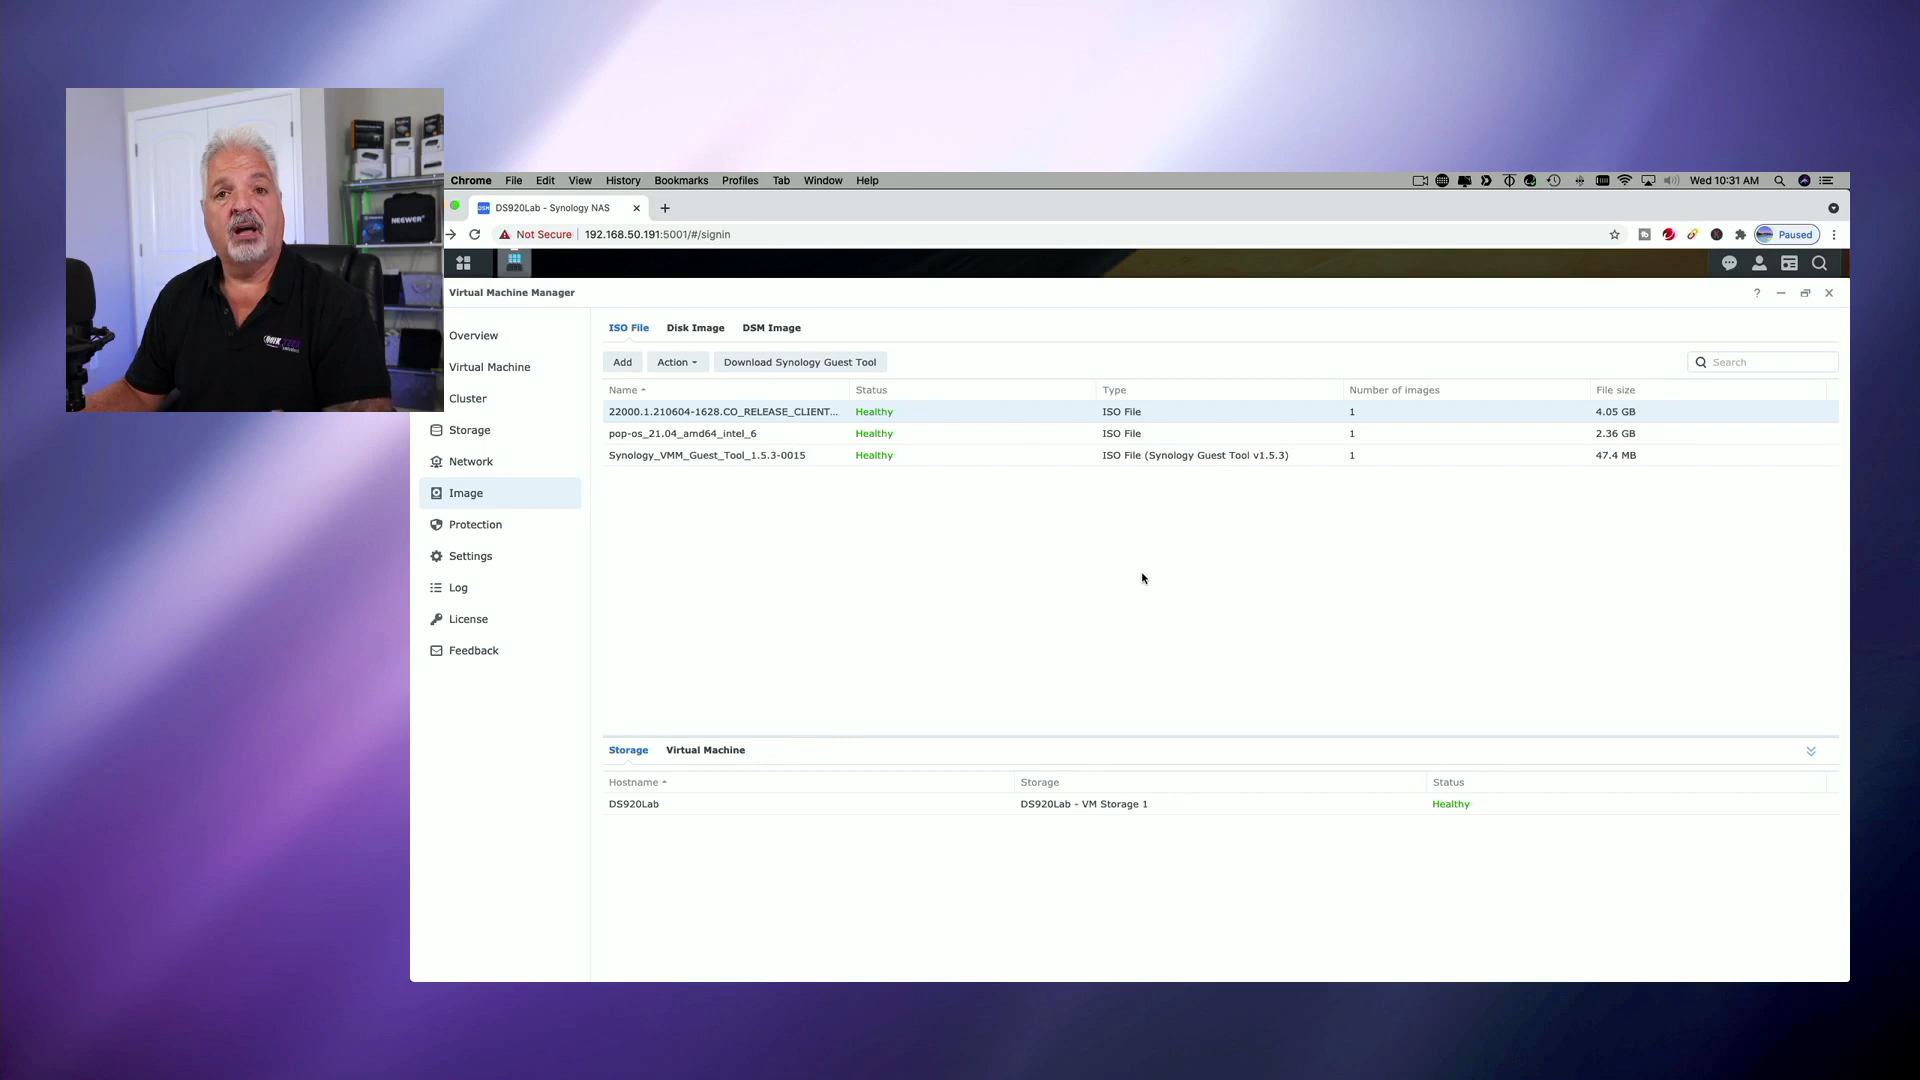 NEEWER
Chrome File Edit View History Bookmarks Profiles Tab Window Help Wed 10:31 AM
DS920Lab - Synology NAS
Not Secure 192.168.50.191:5001/#/signin Paused
Virtual Machine Manager
Overview
Virtual Machine
Cluster
Storage
Network
Image
Protection
Settings
Log
License
Feedback
ISO File Disk Image DSM Image
Add Action Download Synology Guest Tool Search
Name Status Type Number of images File size
22000.1.210604-1628.CO_RELEASE_CLIENT... Healthy ISO File 1 4.05 GB
pop-os_21.04_amd64_intel_6 Healthy ISO File 1 2.36 GB
Synology_VMM_Guest_Tool_1.5.3-0015 Healthy ISO File (Synology Guest Tool v1.5.3) 1 47.4 MB
Storage Virtual Machine
Hostname Storage Status
DS920Lab DS920Lab - VM Storage 1 Healthy